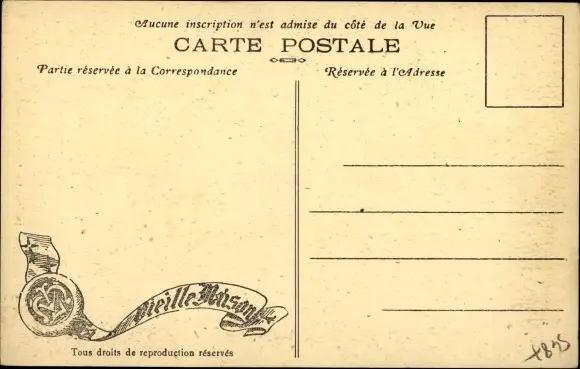 Aucune inscription n'est admise du côté de la Vue
CARTE POSTALE
Partie réservée à la Correspondance
Réservée à l'Adresse
Vieille Maison
Tous droits de reproduction réservés